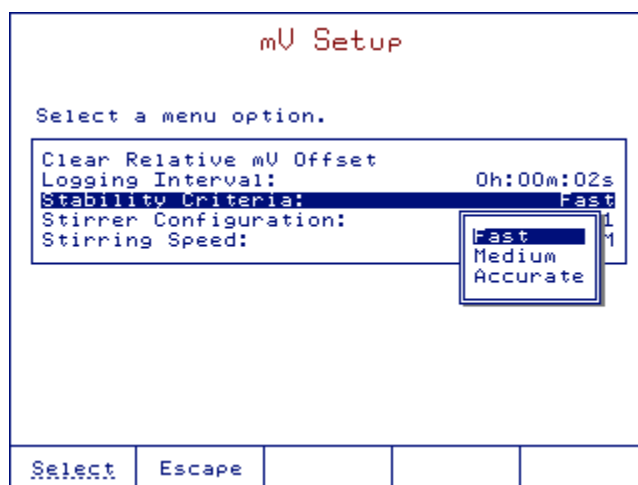 mV Setup
Select a menu option.
Clear Relative mV Offset
Logging Interval: 0h:00m:02s
Stability Criteria: Fast
Stirrer Configuration: 1
Stirring Speed: M
Fast
Medium
Accurate
Select Escape